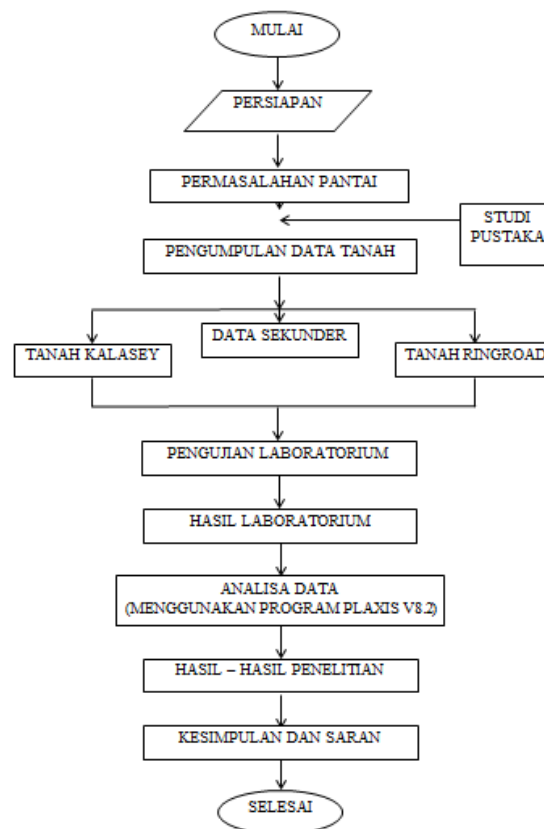 MULAI
PERSIAPAN
PERMASALAHAN PANTAI
STUDI
PUSTAKA
PENGUMPULAN DATA TANAH
DATA SEKUNDER
TANAH KALASEY
TANAH RINGROAD
PENGUJIAN LABORATORIUM
HASIL LABORATORIUM
ANALISA DATA
(MENGGUNAKAN PROGRAM PLAXIS V8.2)
HASIL – HASIL PENELITIAN
KESIMPULAN DAN SARAN
SELESAI